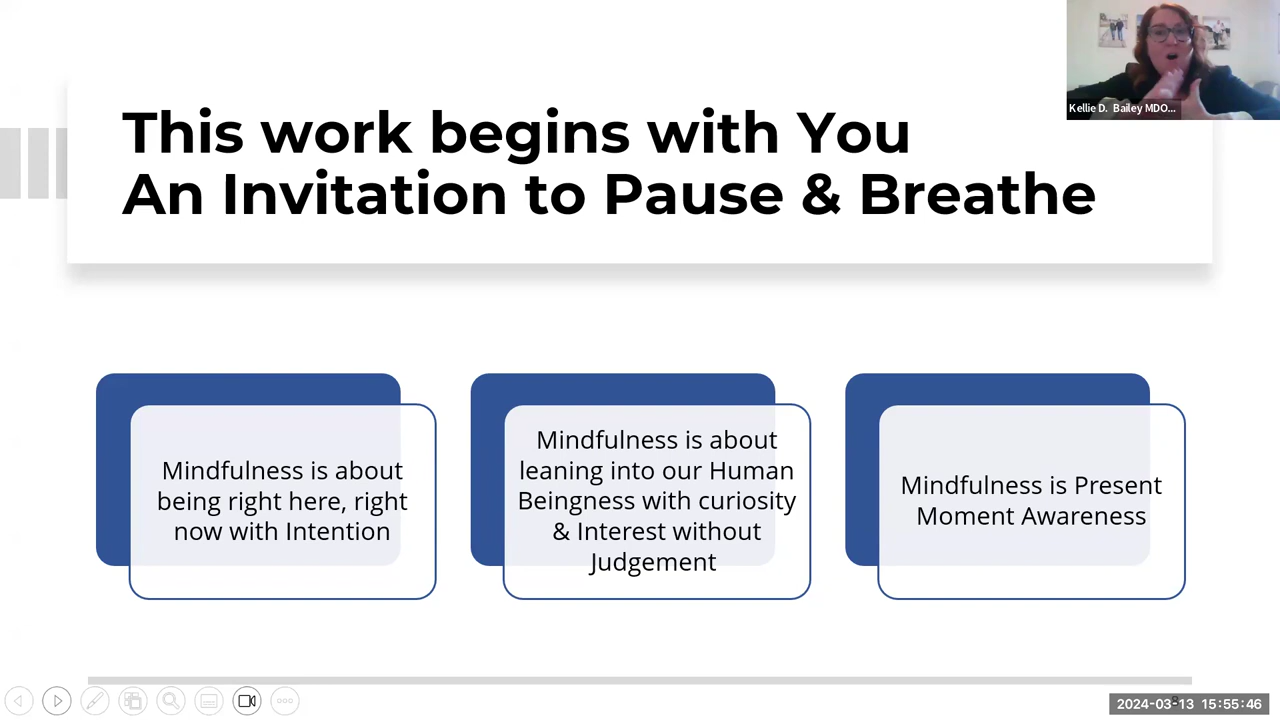 This work begins with You
An Invitation to Pause & Breathe
Kellie D. Bailey MDO...
Mindfulness is about
being right here, right
now with Intention
Mindfulness is about
leaning into our Human
Beingness with curiosity
& Interest without
Judgement
Mindfulness is Present
Moment Awareness
2024-03-13 15:55:46